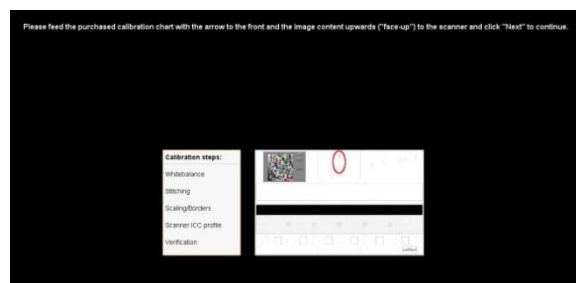 Please feed the purchased calibration chart with the arrow to the front and the image content upwards ("face-up") to the scanner and click "Next" to continue.
Calibration steps:
Whitebalance
Stitching
Scaling/Borders
Scanner ICC profile
Verification